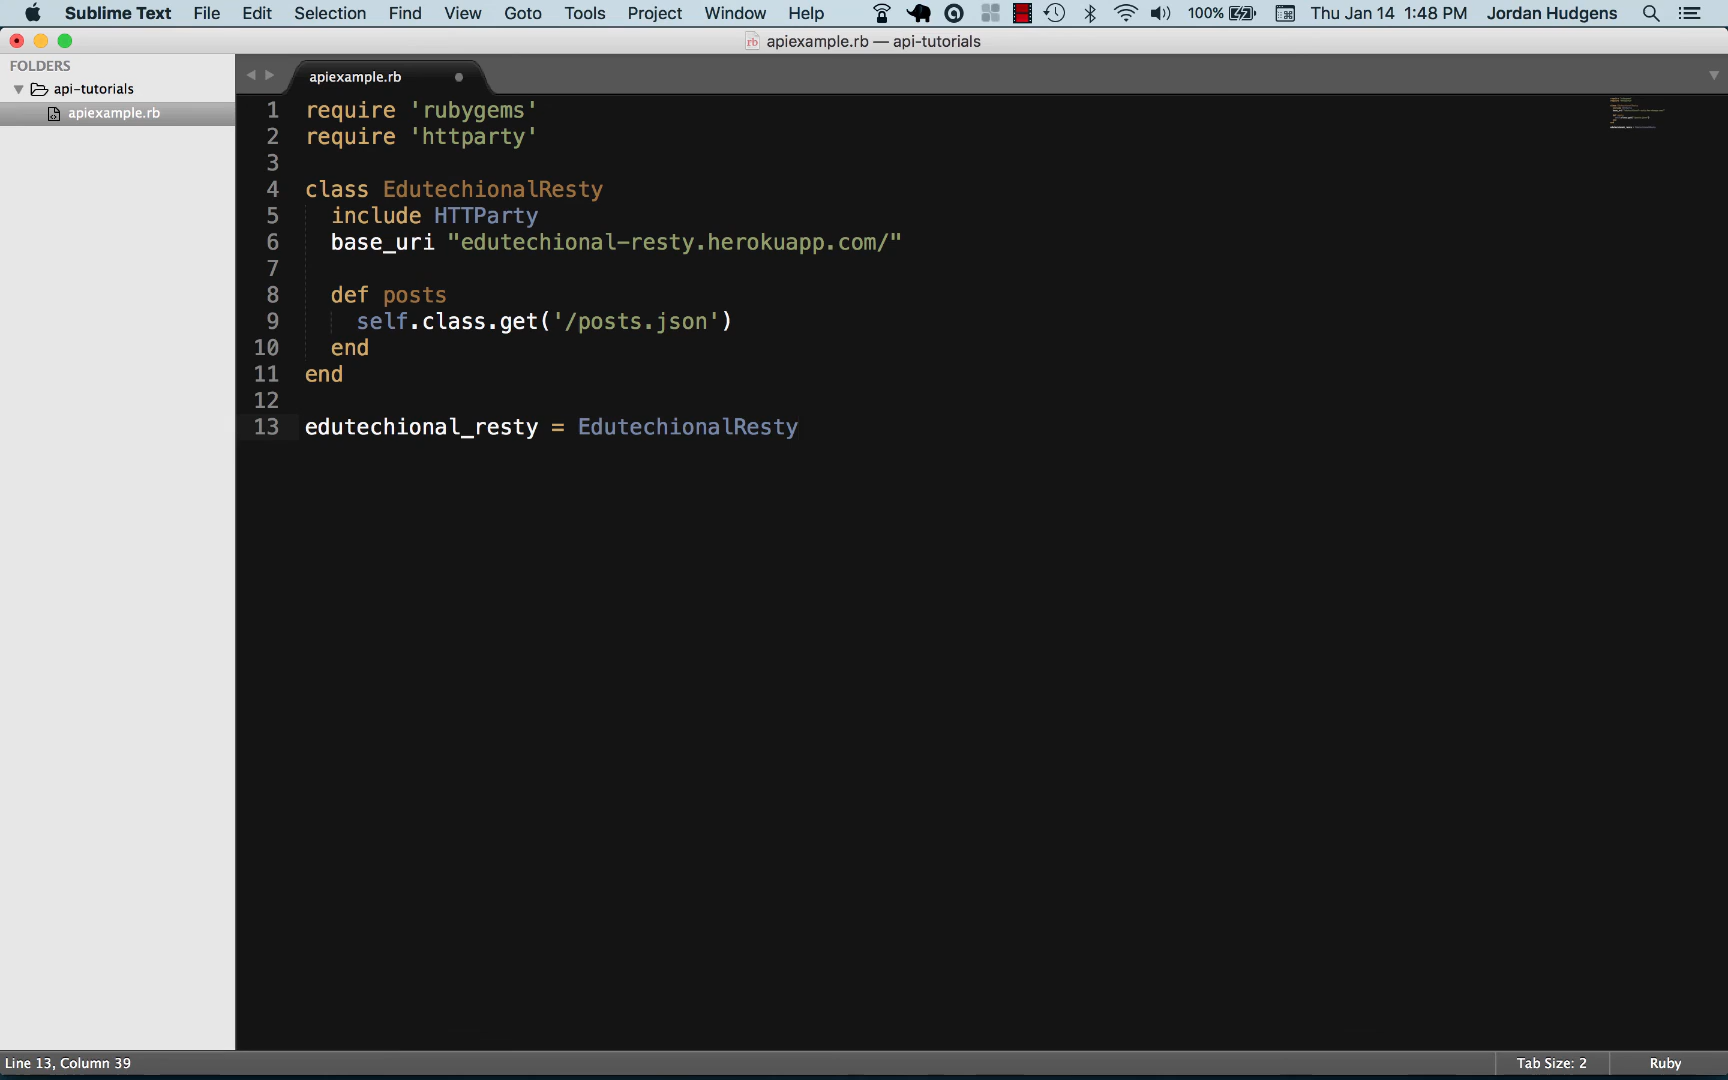 Sublime Text File Edit Selection Find View Goto Tools Project Window Help 100% Thu Jan 14 1:48 PM Jordan Hudgens
rb apiexample.rb — api-tutorials
FOLDERS
api-tutorials
apiexample.rb
apiexample.rb
1 require 'rubygems'
2 require 'httparty'
3
4 class EdutechionalResty
5 include HTTParty
6 base_uri "edutechional-resty.herokuapp.com/"
7
8 def posts
9 self.class.get('/posts.json')
10 end
11 end
12
13 edutechional_resty = EdutechionalResty
Line 13, Column 39 Tab Size: 2 Ruby